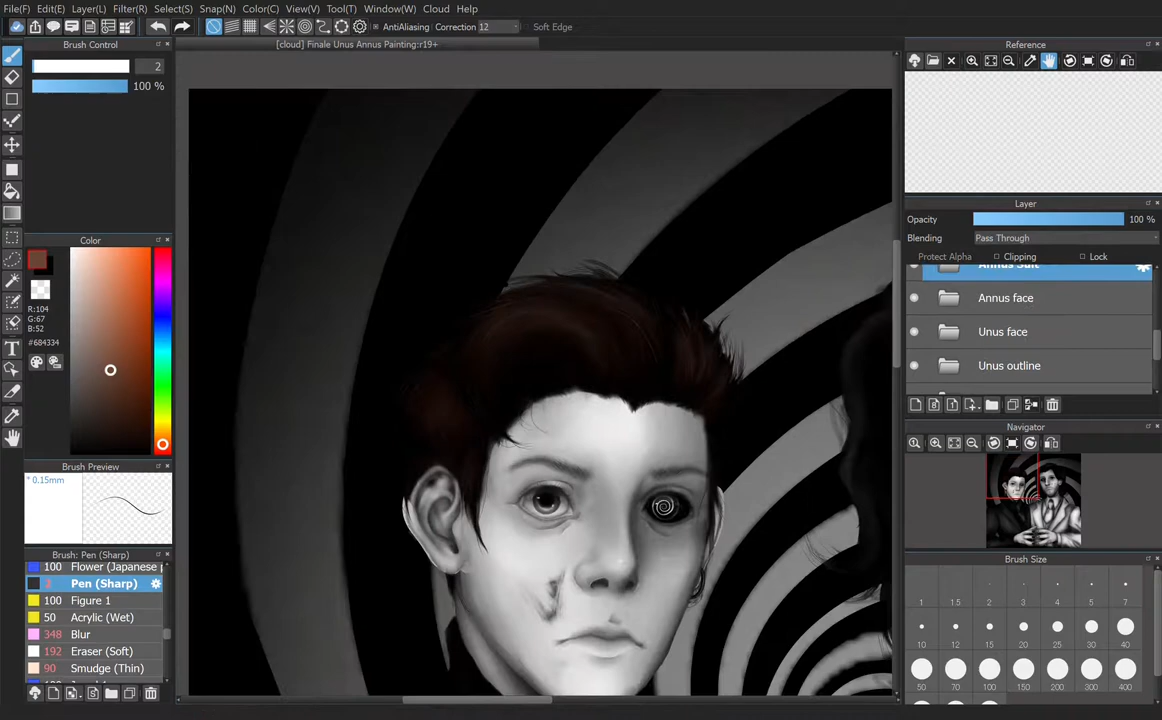 File(F) Edit(E) Layer(L) Filter(R) Select(S) Snap(N) Color(C) View(V) Tool(T) Window(W) Cloud Help
AntiAliasing Correction 12 Soft Edge
Brush Control
[cloud] Finale Unus Annus Painting:r19+
Reference
2
100 %
Layer
Opacity 100 %
Blending Pass Through
Protect Alpha Clipping Lock
Annus Suit
Annus face
Unus face
Unus outline
Color
R:104
G:67
B:52
#684334
Navigator
Brush Preview
* 0.15mm
Brush: Pen (Sharp)
100 Flower (Japanese p
Pen (Sharp)
100 Figure 1
50 Acrylic (Wet)
348 Blur
192 Eraser (Soft)
90 Smudge (Thin)
Brush Size
1 1.5 2 3 4 5 7
10 12 15 20 25 30 40
50 70 100 150 200 300 400